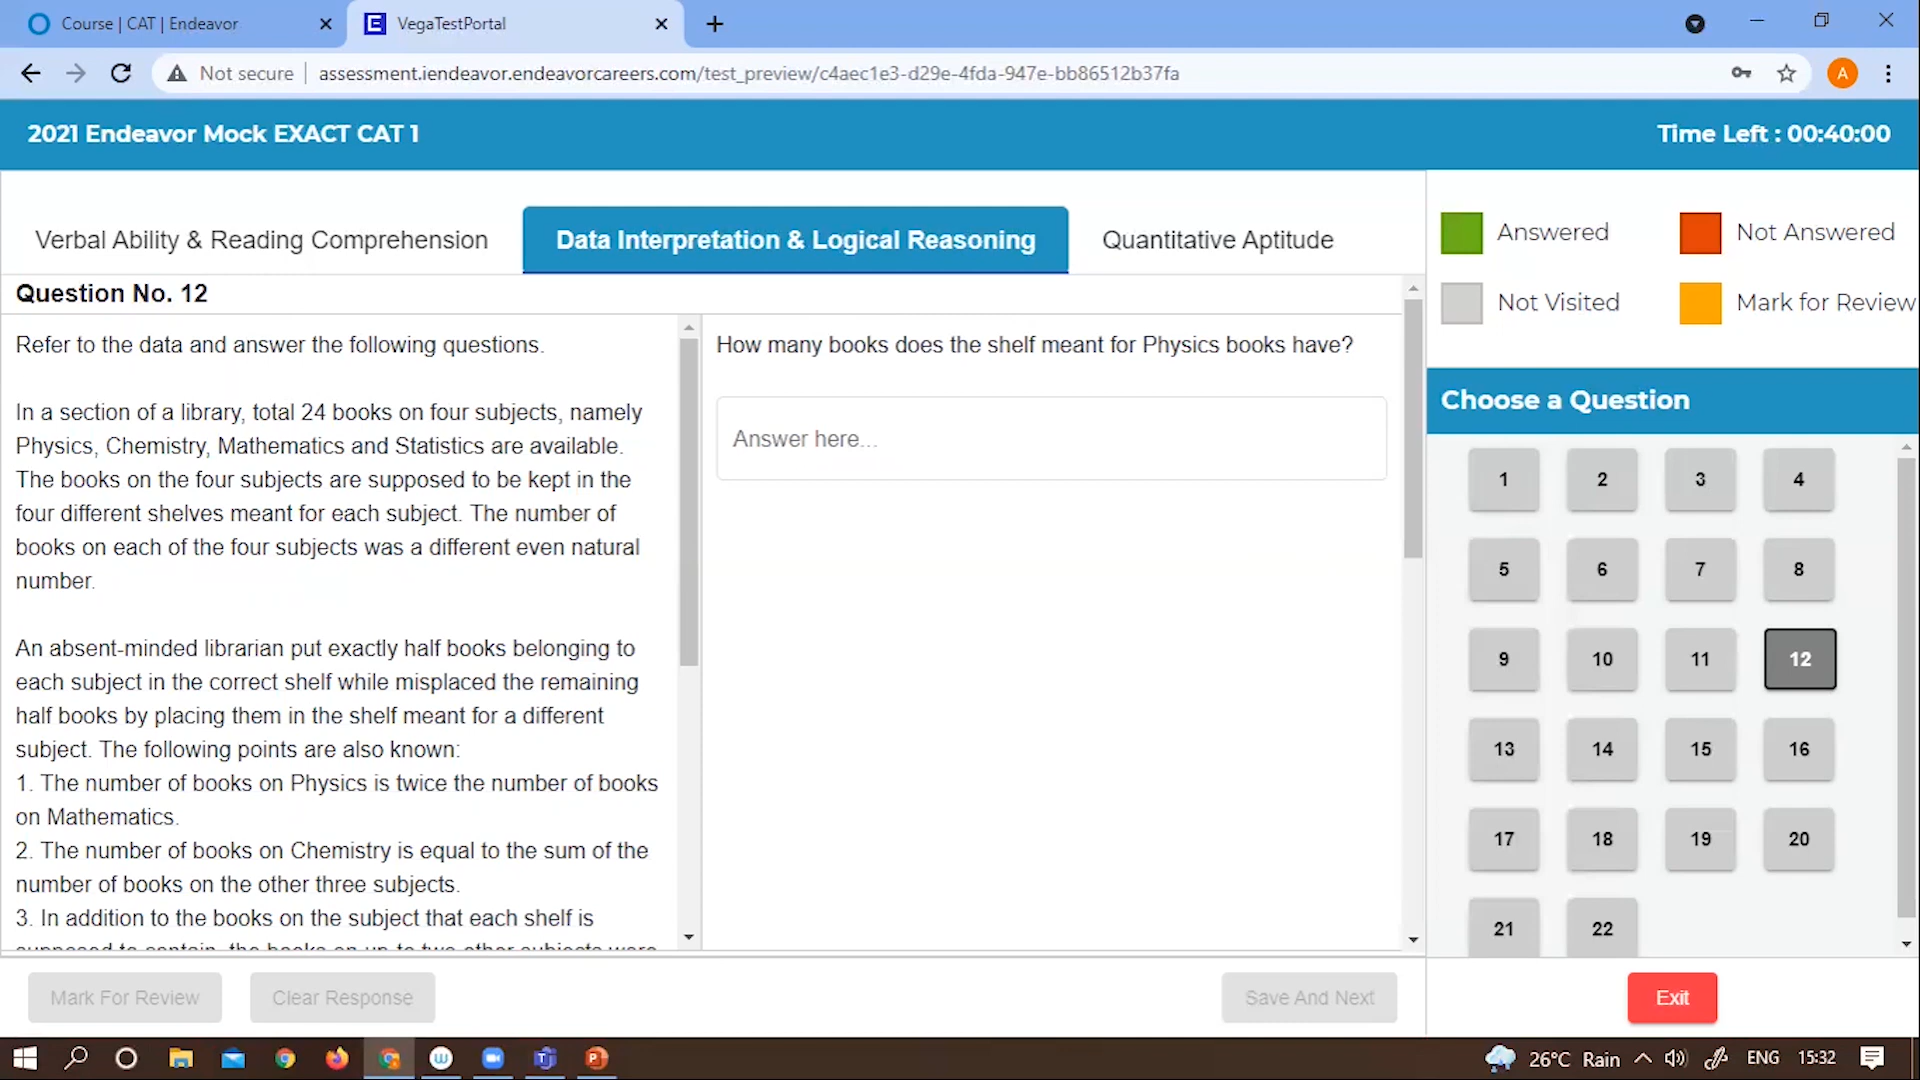 Course | CAT | Endeavor
VegaTestPortal
Not secure
assessment.iendeavor.endeavorcareers.com/test_preview/c4aec1e3-d29e-4fda-947e-bb86512b37fa
A
2021 Endeavor Mock EXACT CAT 1
Time Left : 00:40:00
Verbal Ability & Reading Comprehension
Data Interpretation & Logical Reasoning
Quantitative Aptitude
Question No. 12
Refer to the data and answer the following questions.
In a section of a library, total 24 books on four subjects, namely
Physics, Chemistry, Mathematics and Statistics are available.
The books on the four subjects are supposed to be kept in the
four different shelves meant for each subject. The number of
books on each of the four subjects was a different even natural
number.
An absent-minded librarian put exactly half books belonging to
each subject in the correct shelf while misplaced the remaining
half books by placing them in the shelf meant for a different
subject. The following points are also known:
1. The number of books on Physics is twice the number of books
on Mathematics.
2. The number of books on Chemistry is equal to the sum of the
number of books on the other three subjects.
3. In addition to the books on the subject that each shelf is
supposed to contain, the books on up to two other subjects were
How many books does the shelf meant for Physics books have?
Answer here...
Answered
Not Answered
Not Visited
Mark for Review
Choose a Question
1 2 3 4
5 6 7 8
9 10 11 12
13 14 15 16
17 18 19 20
21 22
Mark For Review
Clear Response
Save And Next
Exit
26°C Rain
ENG
15:32